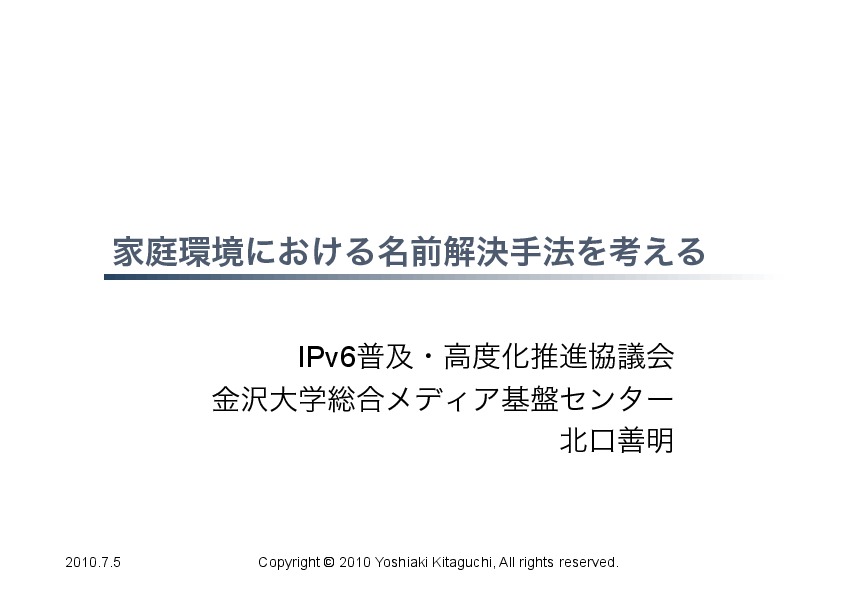 家庭環境における名前解決手法を考える
IPv6普及・高度化推進協議会
金沢大学総合メディア基盤センター
北口善明
2010.7.5
Copyright © 2010 Yoshiaki Kitaguchi, All rights reserved.